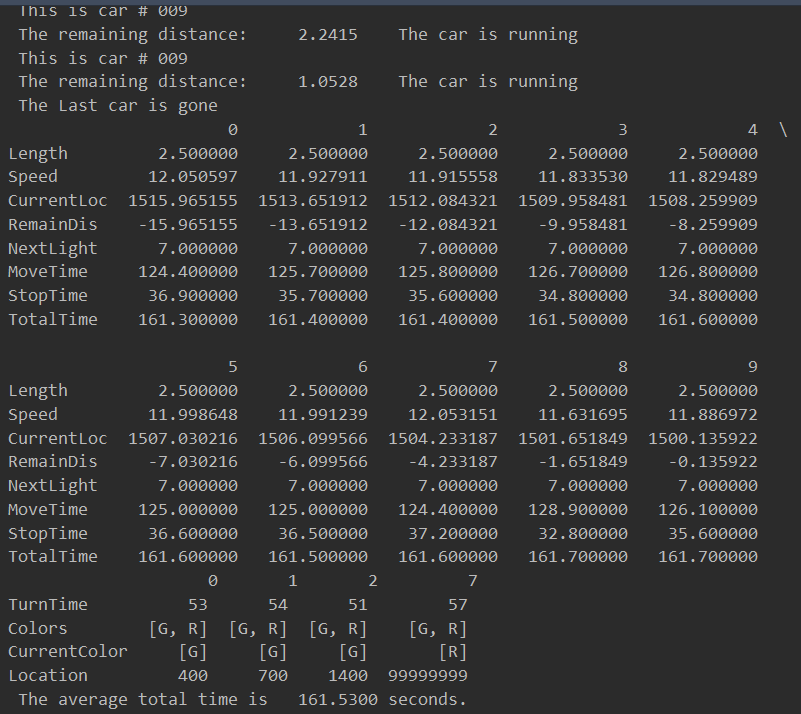 This is car # 009
The remaining distance: 2.2415 The car is running
This is car # 009
The remaining distance: 1.0528 The car is running
The Last car is gone
0 1 2 3 4 \
Length 2.500000 2.500000 2.500000 2.500000 2.500000
Speed 12.050597 11.927911 11.915558 11.833530 11.829489
CurrentLoc 1515.965155 1513.651912 1512.084321 1509.958481 1508.259909
RemainDis -15.965155 -13.651912 -12.084321 -9.958481 -8.259909
NextLight 7.000000 7.000000 7.000000 7.000000 7.000000
MoveTime 124.400000 125.700000 125.800000 126.700000 126.800000
StopTime 36.900000 35.700000 35.600000 34.800000 34.800000
TotalTime 161.300000 161.400000 161.400000 161.500000 161.600000
5 6 7 8 9
Length 2.500000 2.500000 2.500000 2.500000 2.500000
Speed 11.998648 11.991239 12.053151 11.631695 11.886972
CurrentLoc 1507.030216 1506.099566 1504.233187 1501.651849 1500.135922
RemainDis -7.030216 -6.099566 -4.233187 -1.651849 -0.135922
NextLight 7.000000 7.000000 7.000000 7.000000 7.000000
MoveTime 125.000000 125.000000 124.400000 128.900000 126.100000
StopTime 36.600000 36.500000 37.200000 32.800000 35.600000
TotalTime 161.600000 161.500000 161.600000 161.700000 161.700000
0 1 2 7
TurnTime 53 54 51 57
Colors [G, R] [G, R] [G, R] [G, R]
CurrentColor [G] [G] [G] [R]
Location 400 700 1400 99999999
The average total time is 161.5300 seconds.